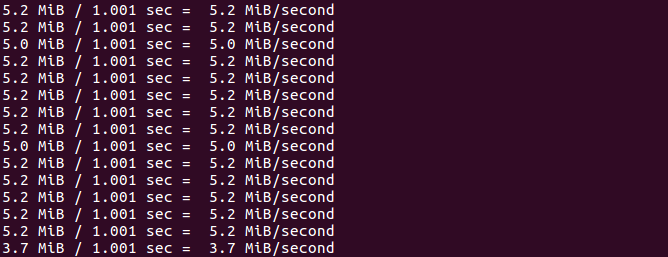 5.2 MiB / 1.001 sec =  5.2 MiB/second
5.2 MiB / 1.001 sec =  5.2 MiB/second
5.0 MiB / 1.001 sec =  5.0 MiB/second
5.2 MiB / 1.001 sec =  5.2 MiB/second
5.2 MiB / 1.001 sec =  5.2 MiB/second
5.2 MiB / 1.001 sec =  5.2 MiB/second
5.2 MiB / 1.001 sec =  5.2 MiB/second
5.2 MiB / 1.001 sec =  5.2 MiB/second
5.0 MiB / 1.001 sec =  5.0 MiB/second
5.2 MiB / 1.001 sec =  5.2 MiB/second
5.2 MiB / 1.001 sec =  5.2 MiB/second
5.2 MiB / 1.001 sec =  5.2 MiB/second
5.2 MiB / 1.001 sec =  5.2 MiB/second
5.2 MiB / 1.001 sec =  5.2 MiB/second
3.7 MiB / 1.001 sec =  3.7 MiB/second